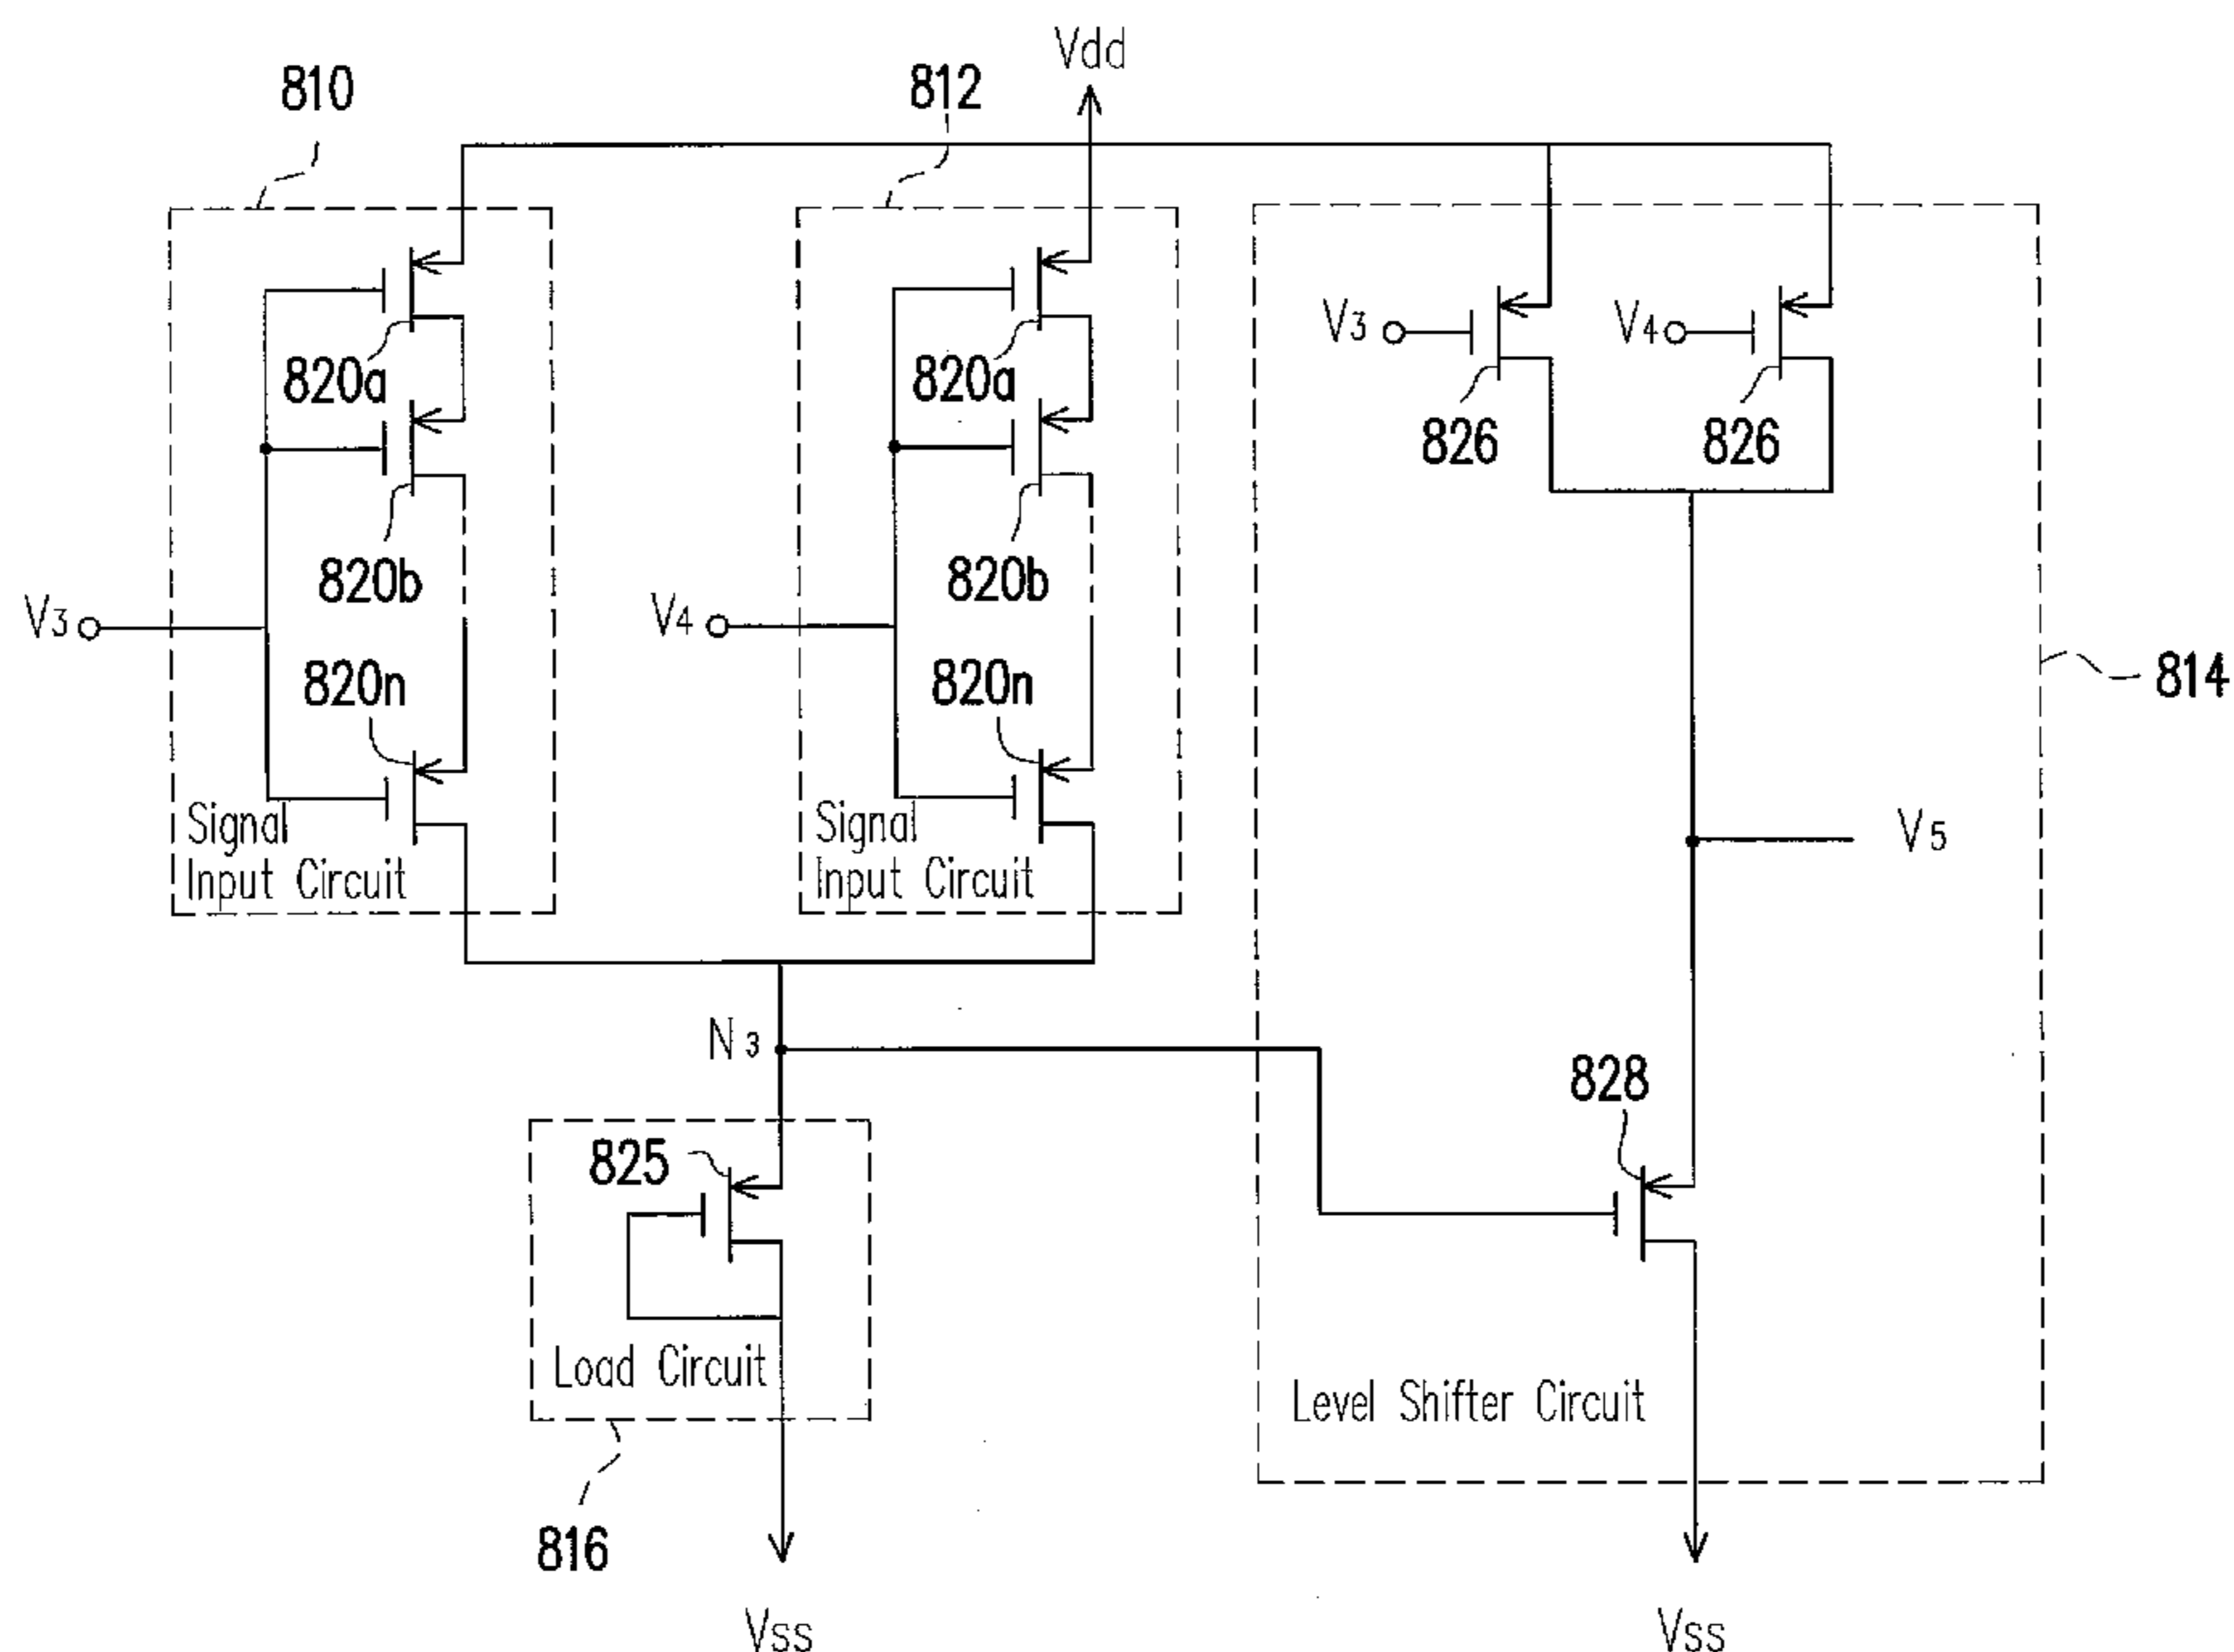 Vdd
810
812
820a
820a
V3
V4
826
826
820b
820b
V3
V4
820n
820n
814
Signal
Input Circuit
Signal
Input Circuit
V5
N3
828
825
Load Circuit
Level Shifter Circuit
816
Vss
Vss